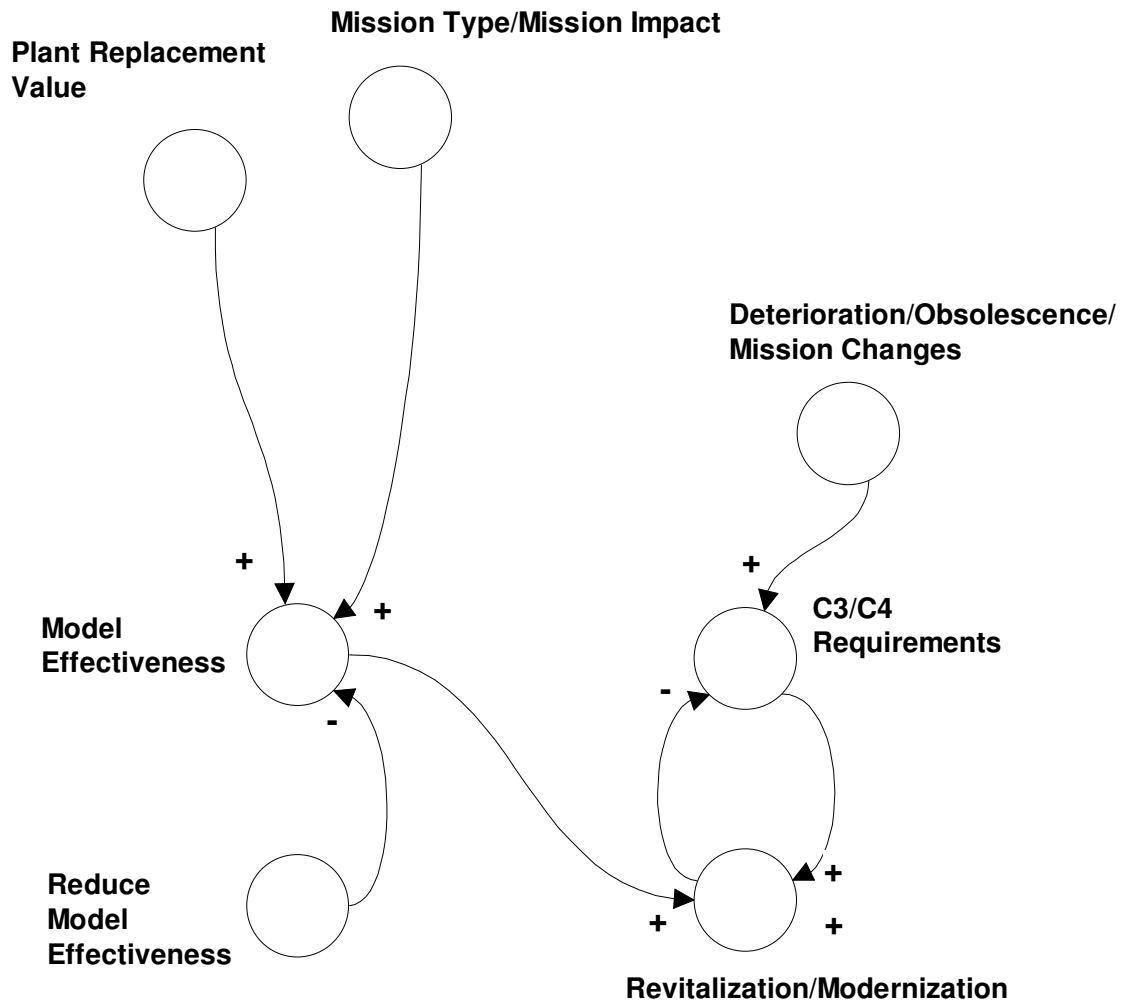 Mission Type/Mission Impact
Plant Replacement
Value
Deterioration/Obsolescence/
Mission Changes
+
+
+
C3/C4
Requirements
Model
Effectiveness
-
-
+
Reduce
Model
Effectiveness
+
+
Revitalization/Modernization